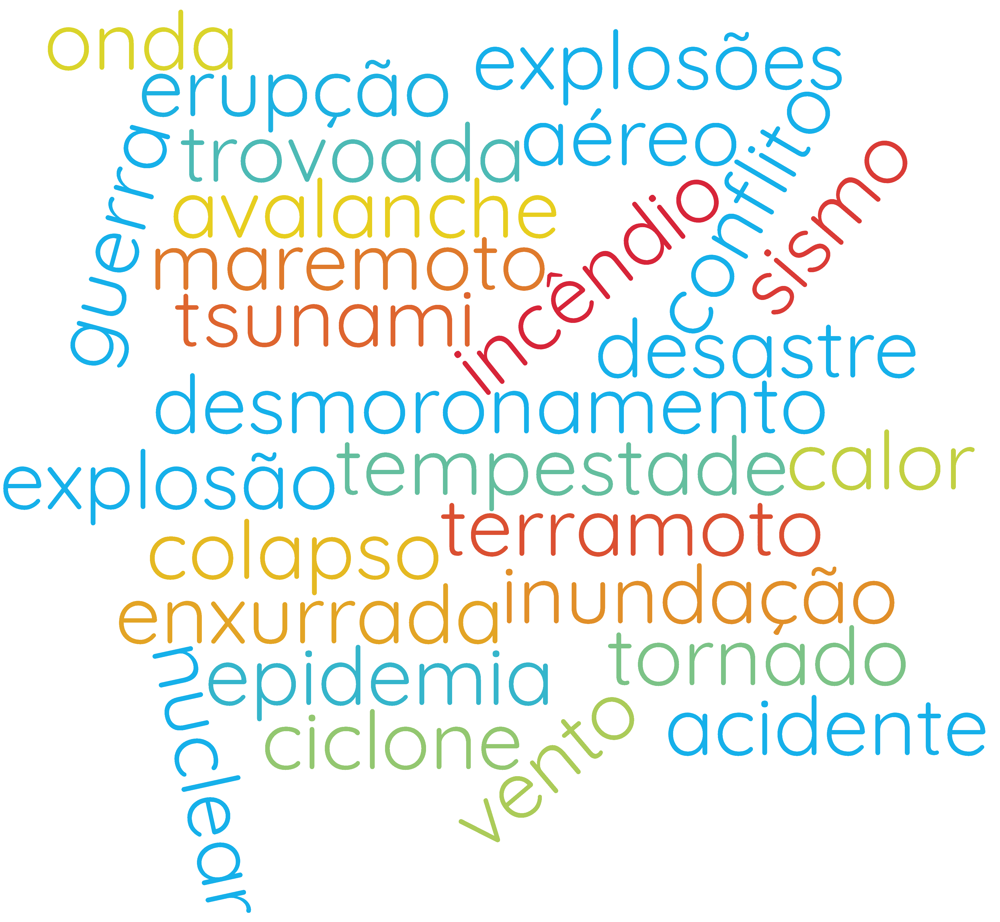 onda
explosões
erupção
aéreo
trovoada
guerra
conflito
sismo
avalanche
incêndio
maremoto
tsunami
desastre
desmoronamento
explosão
tempestade
calor
terramoto
colapso
inundação
enxurrada
tornado
epidemia
nuclear
ciclone
acidente
vento